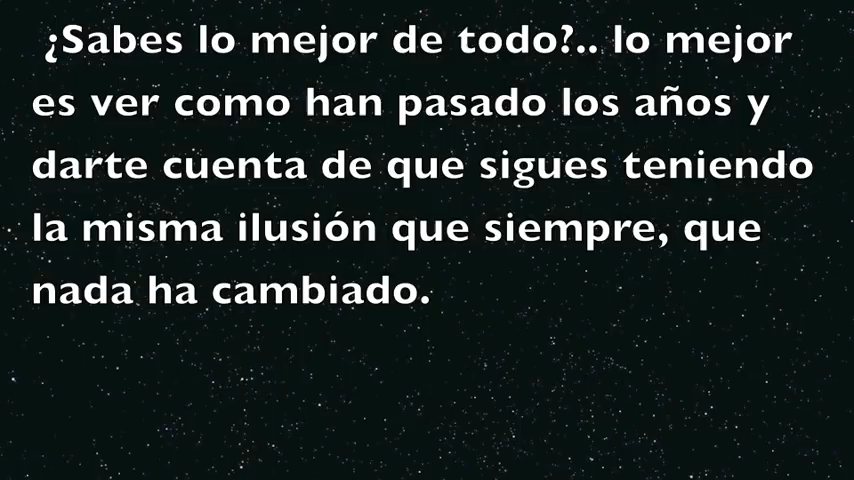 ¿Sabes lo mejor de todo?.. lo mejor
es ver como han pasado los años y
darte cuenta de que sigues teniendo
la misma ilusión que siempre, que
nada ha cambiado.